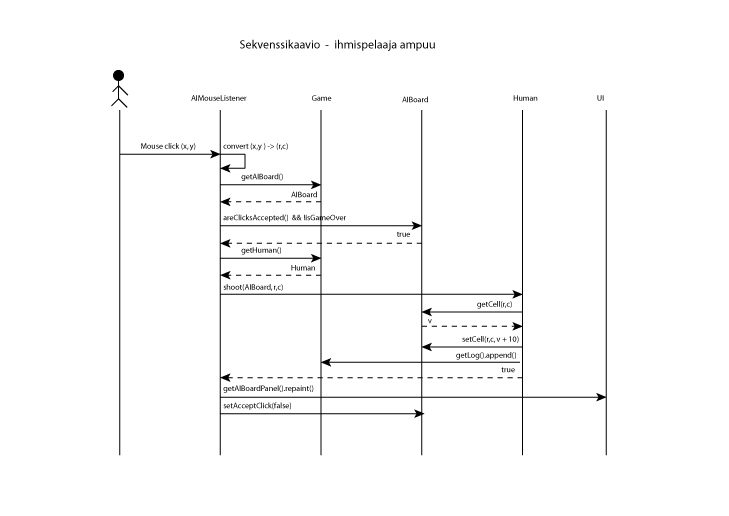 Sekvenssikaavio - ihmispelaaja ampuu
AIMouseListener
Game
AIBoard
Human
UI
Mouse click (x, y)
convert (x,y ) -> (r,c)
getAIBoard()
AIBoard
areClicksAccepted() && !isGameOver
true
getHuman()
Human
shoot(AIBoard, r,c)
getCell(r,c)
v
setCell(r,c, v + 10)
getLog().append()
true
getAIBoardPanel().repaint()
setAcceptClick(false)